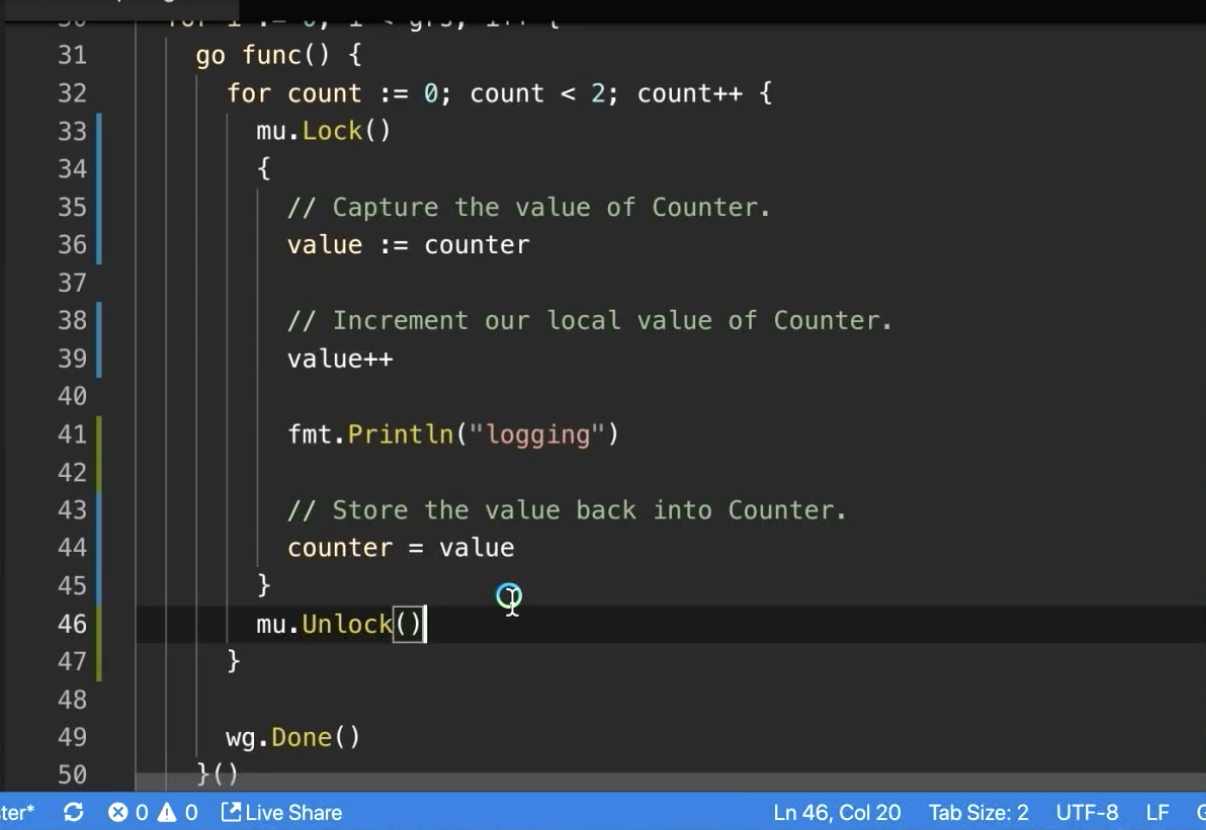 30 for i := 0; i < grs; i++ {
31 go func() {
32 for count := 0; count < 2; count++ {
33 mu.Lock()
34 {
35 // Capture the value of Counter.
36 value := counter
37
38 // Increment our local value of Counter.
39 value++
40
41 fmt.Println("logging")
42
43 // Store the value back into Counter.
44 counter = value
45 }
46 mu.Unlock()
47 }
48
49 wg.Done()
50 }()
ter* 0 0 Live Share Ln 46, Col 20 Tab Size: 2 UTF-8 LF